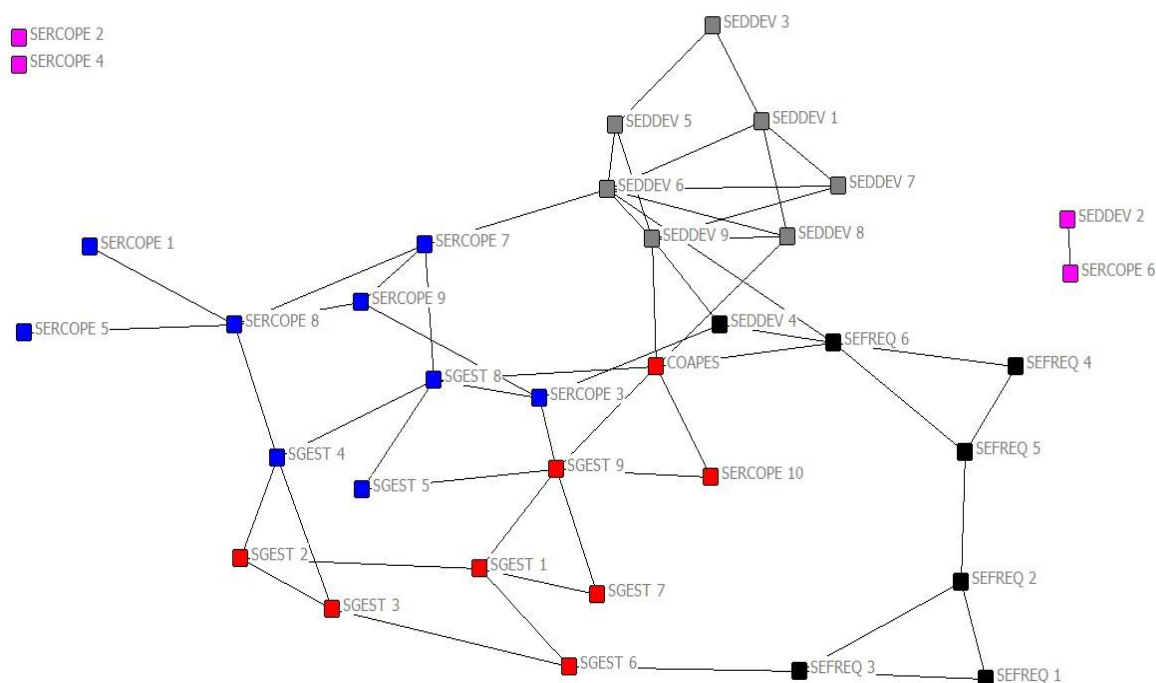 SEDDEV 3
SERCOPE 2
SERCOPE 4
SEDDEV 5
SEDDEV 1
SEDDEV 6
SEDDEV 7
SEDDEV 2
SEDDEV 9
SEDDEV 8
SERCOPE 1
SERCOPE 7
SERCOPE 6
SERCOPE 9
SERCOPE 5
SERCOPE 8
SEDDEV 4
SEFREQ 6
COAPES
SEFREQ 4
SGEST 8
SERCOPE 3
SEFREQ 5
SGEST 4
SGEST 9
SERCOPE 10
SGEST 5
SGEST 2
SGEST 1
SEFREQ 2
SGEST 7
SGEST 3
SGEST 6
SEFREQ 3
SEFREQ 1